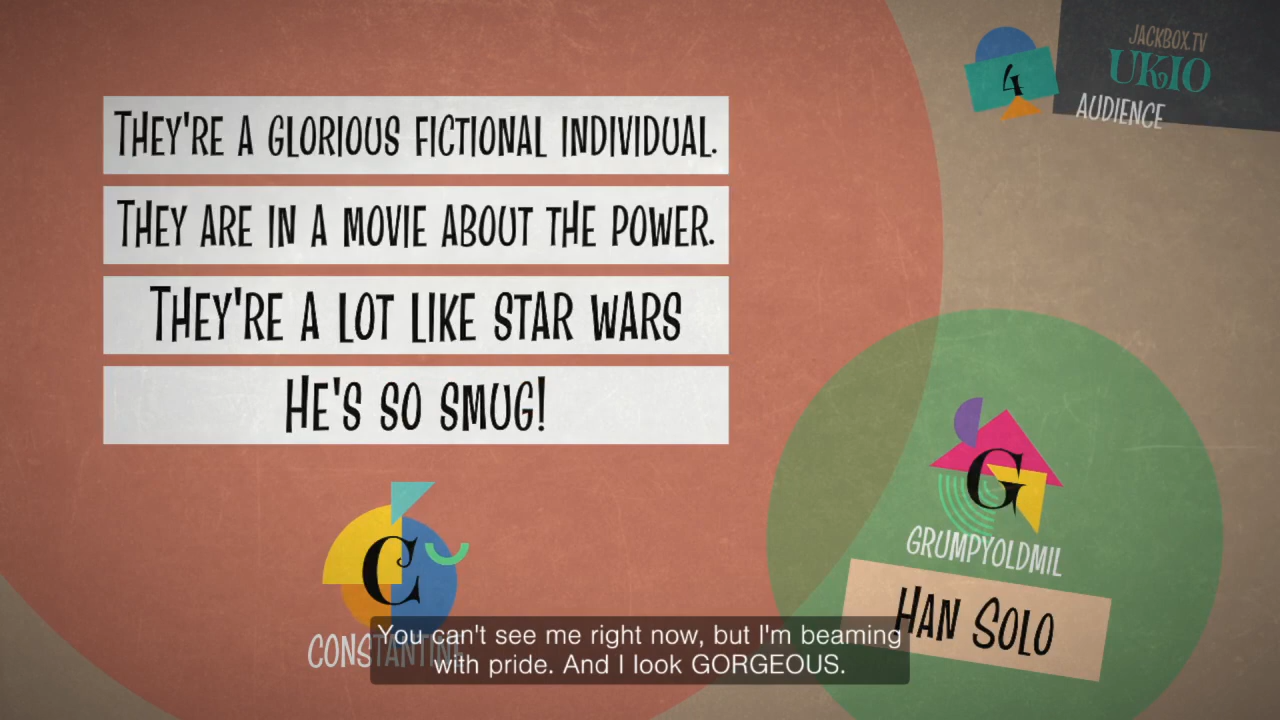 JACKBOX.TV
UKIO
4
AUDIENCE
THEY'RE A GLORIOUS FICTIONAL INDIVIDUAL.
THEY ARE IN A MOVIE ABOUT THE POWER.
THEY'RE A LOT LIKE STAR WARS
HE'S SO SMUG!
G
GRUMPYOLDMIL
HAN SOLO
C
CONSTANTINE
You can't see me right now, but I'm beaming
with pride. And I look GORGEOUS.